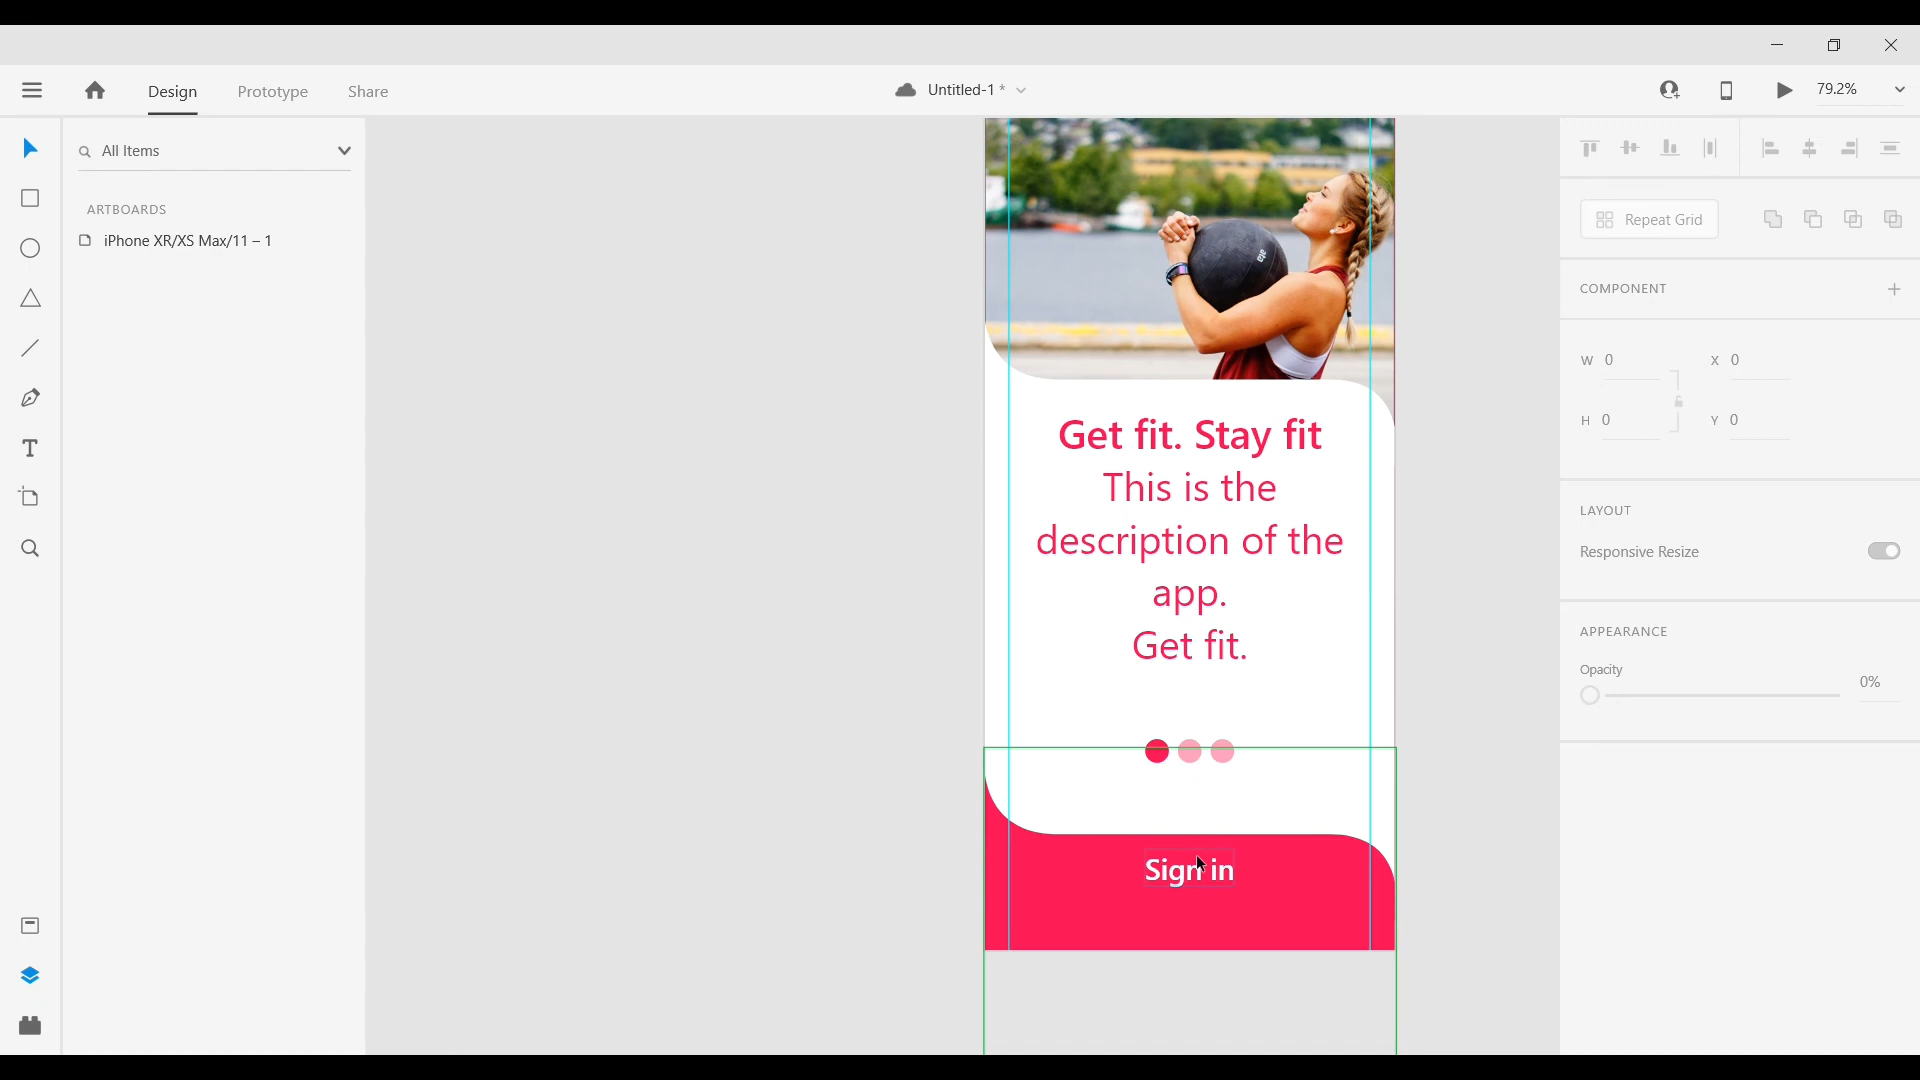 Design
Prototype
Share
Untitled-1 *
79.2%
All Items
ARTBOARDS
iPhone XR/XS Max/11 – 1
Get fit. Stay fit
This is the
description of the
app.
Get fit.
Sign in
Repeat Grid
COMPONENT
W 0
X 0
H 0
Y 0
LAYOUT
Responsive Resize
APPEARANCE
Opacity
0%